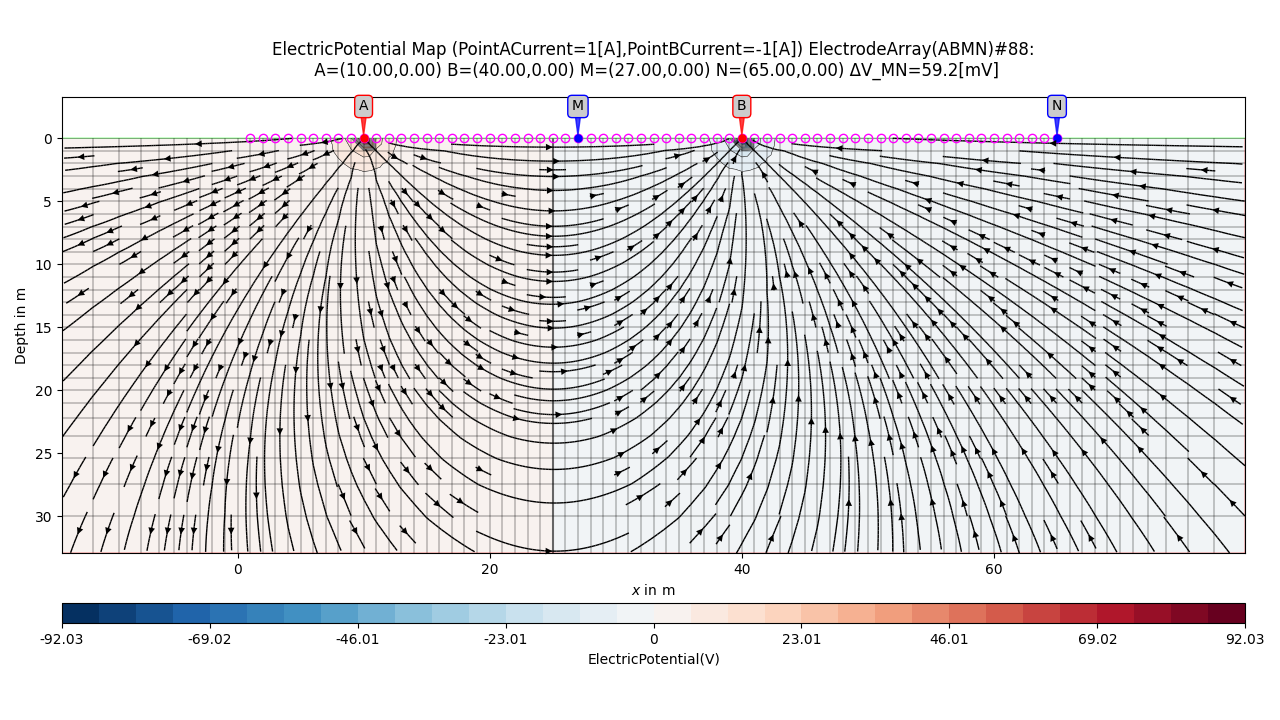 ElectricPotential Map (PointACurrent=1[A],PointBCurrent=-1[A]) ElectrodeArray(ABMN)#88:
A=(10.00,0.00) B=(40.00,0.00) M=(27.00,0.00) N=(65.00,0.00) ΔV_MN=59.2[mV]
A M B N
0
5
10
15
20
25
30
Depth in m
0 20 40 60
x in m
-92.03 -69.02 -46.01 -23.01 0 23.01 46.01 69.02 92.03
ElectricPotential(V)